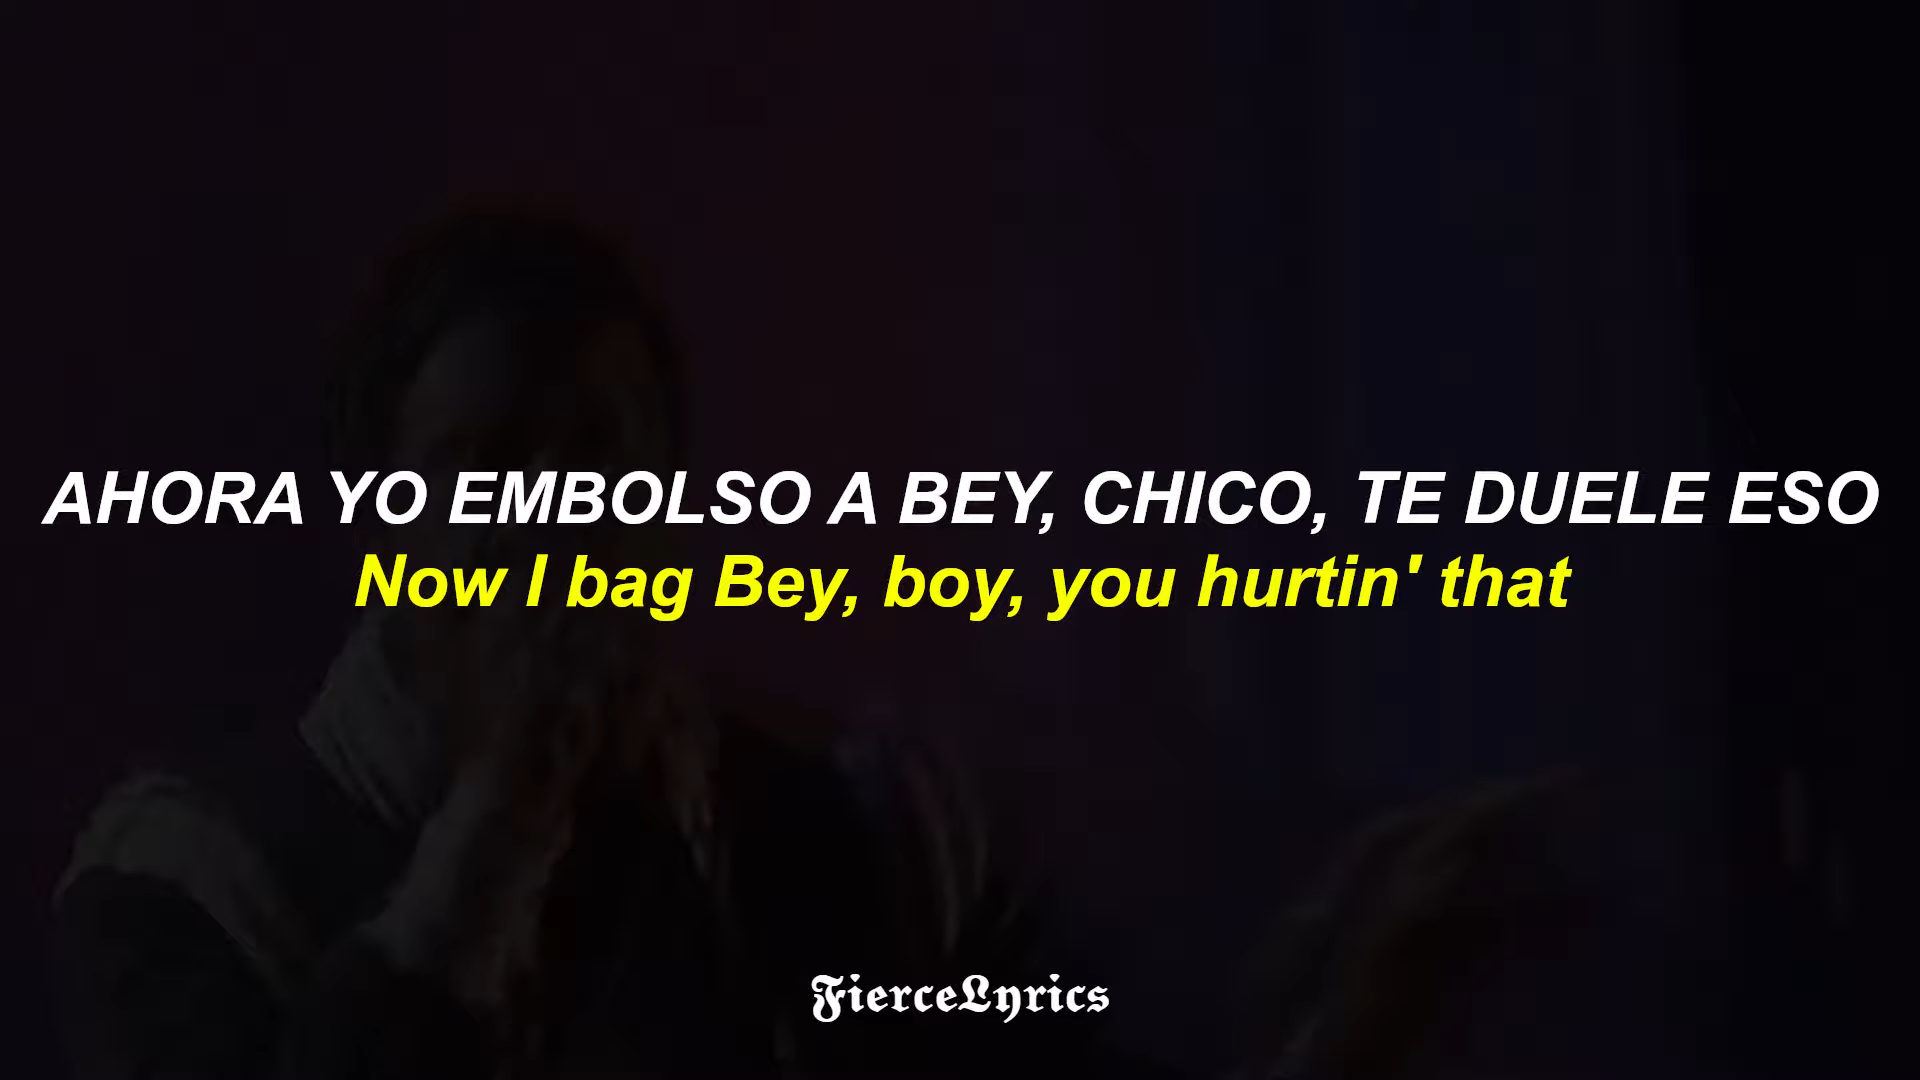 AHORA YO EMBOLSO A BEY, CHICO, TE DUELE ESO
Now I bag Bey, boy, you hurtin' that
FierceLyrics